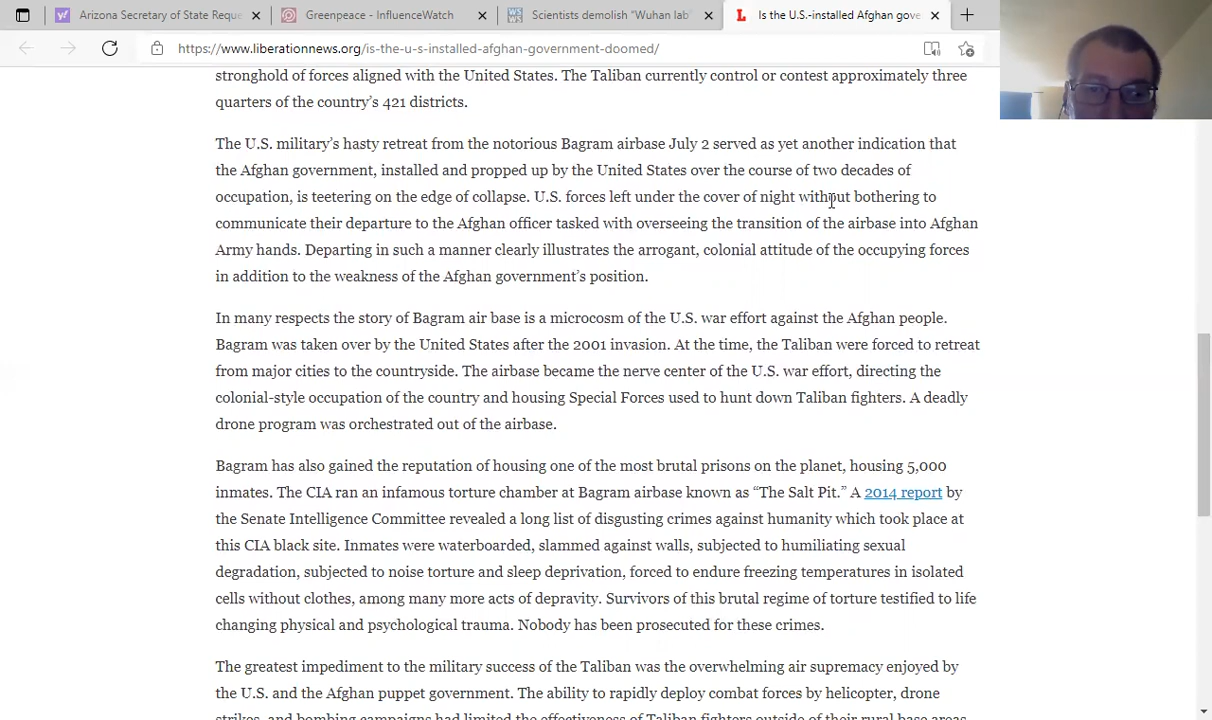 Arizona Secretary of State Reque
Greenpeace - InfluenceWatch
Scientists demolish "Wuhan lab"
Is the U.S.-installed Afghan gove
https://www.liberationnews.org/is-the-u-s-installed-afghan-government-doomed/
stronghold of forces aligned with the United States. The Taliban currently control or contest approximately three
quarters of the country's 421 districts.
The U.S. military's hasty retreat from the notorious Bagram airbase July 2 served as yet another indication that
the Afghan government, installed and propped up by the United States over the course of two decades of
occupation, is teetering on the edge of collapse. U.S. forces left under the cover of night without bothering to
communicate their departure to the Afghan officer tasked with overseeing the transition of the airbase into Afghan
Army hands. Departing in such a manner clearly illustrates the arrogant, colonial attitude of the occupying forces
in addition to the weakness of the Afghan government's position.
In many respects the story of Bagram air base is a microcosm of the U.S. war effort against the Afghan people.
Bagram was taken over by the United States after the 2001 invasion. At the time, the Taliban were forced to retreat
from major cities to the countryside. The airbase became the nerve center of the U.S. war effort, directing the
colonial-style occupation of the country and housing Special Forces used to hunt down Taliban fighters. A deadly
drone program was orchestrated out of the airbase.
Bagram has also gained the reputation of housing one of the most brutal prisons on the planet, housing 5,000
inmates. The CIA ran an infamous torture chamber at Bagram airbase known as “The Salt Pit.” A 2014 report by
the Senate Intelligence Committee revealed a long list of disgusting crimes against humanity which took place at
this CIA black site. Inmates were waterboarded, slammed against walls, subjected to humiliating sexual
degradation, subjected to noise torture and sleep deprivation, forced to endure freezing temperatures in isolated
cells without clothes, among many more acts of depravity. Survivors of this brutal regime of torture testified to life
changing physical and psychological trauma. Nobody has been prosecuted for these crimes.
The greatest impediment to the military success of the Taliban was the overwhelming air supremacy enjoyed by
the U.S. and the Afghan puppet government. The ability to rapidly deploy combat forces by helicopter, drone
strikes, and bombing campaigns had limited the effectiveness of Taliban fighters outside of their rural base areas.